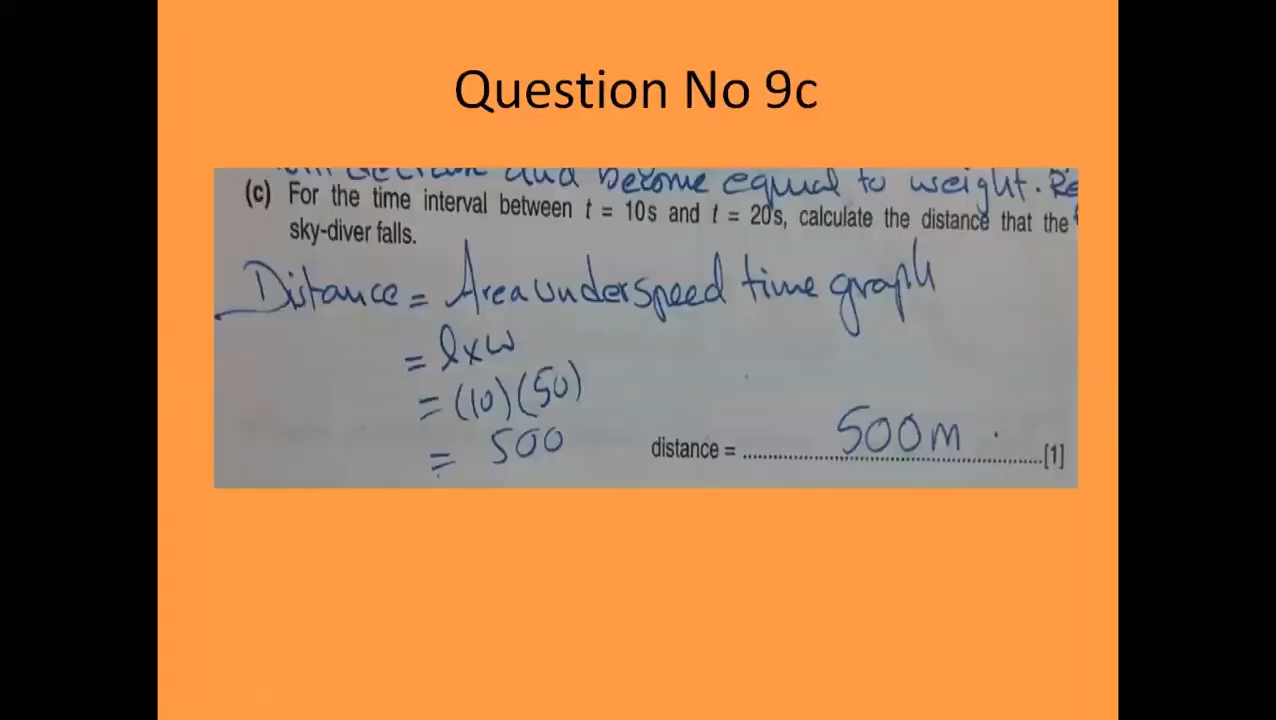 Question No 9c
and become equal to weight.
(c) For the time interval between t = 10s and t = 20s, calculate the distance that the
sky-diver falls.
Distance = Area under speed time graph
= l x w
= (10) (50)
= 500
distance = 500m [1]